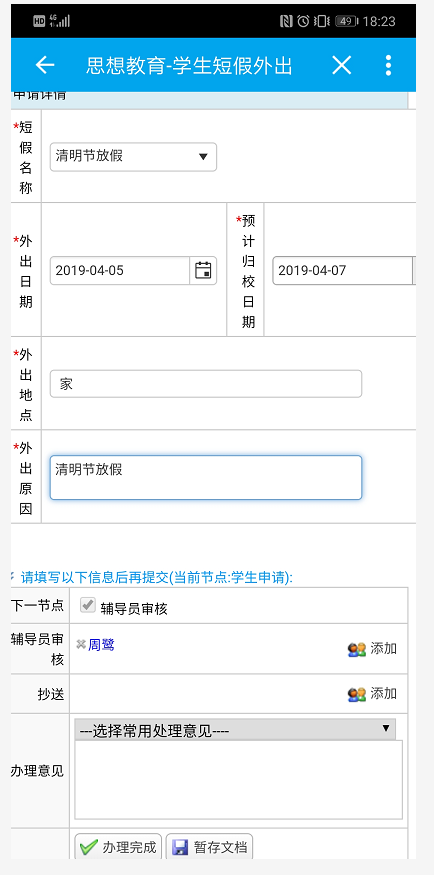 HD 4G 49 18:23
思想教育-学生短假外出
申请详情
*短假名称
清明节放假
*外出日期
2019-04-05
*预计归校日期
2019-04-07
*外出地点
家
*外出原因
清明节放假
请填写以下信息后再提交(当前节点:学生申请):
下一节点
辅导员审核
辅导员审核
周鹭
添加
抄送
添加
办理意见
---选择常用处理意见----
办理完成
暂存文档